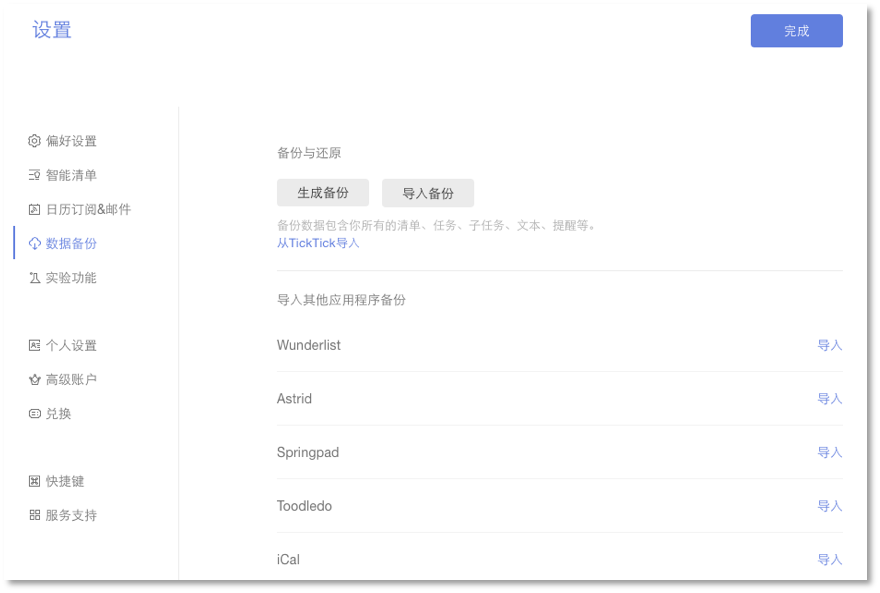 设置
完成
偏好设置
智能清单
日历订阅&邮件
数据备份
实验功能
个人设置
高级账户
兑换
快捷键
服务支持
备份与还原
生成备份 导入备份
备份数据包含你所有的清单、任务、子任务、文本、提醒等。
从TickTick导入
导入其他应用程序备份
Wunderlist 导入
Astrid 导入
Springpad 导入
Toodledo 导入
iCal 导入